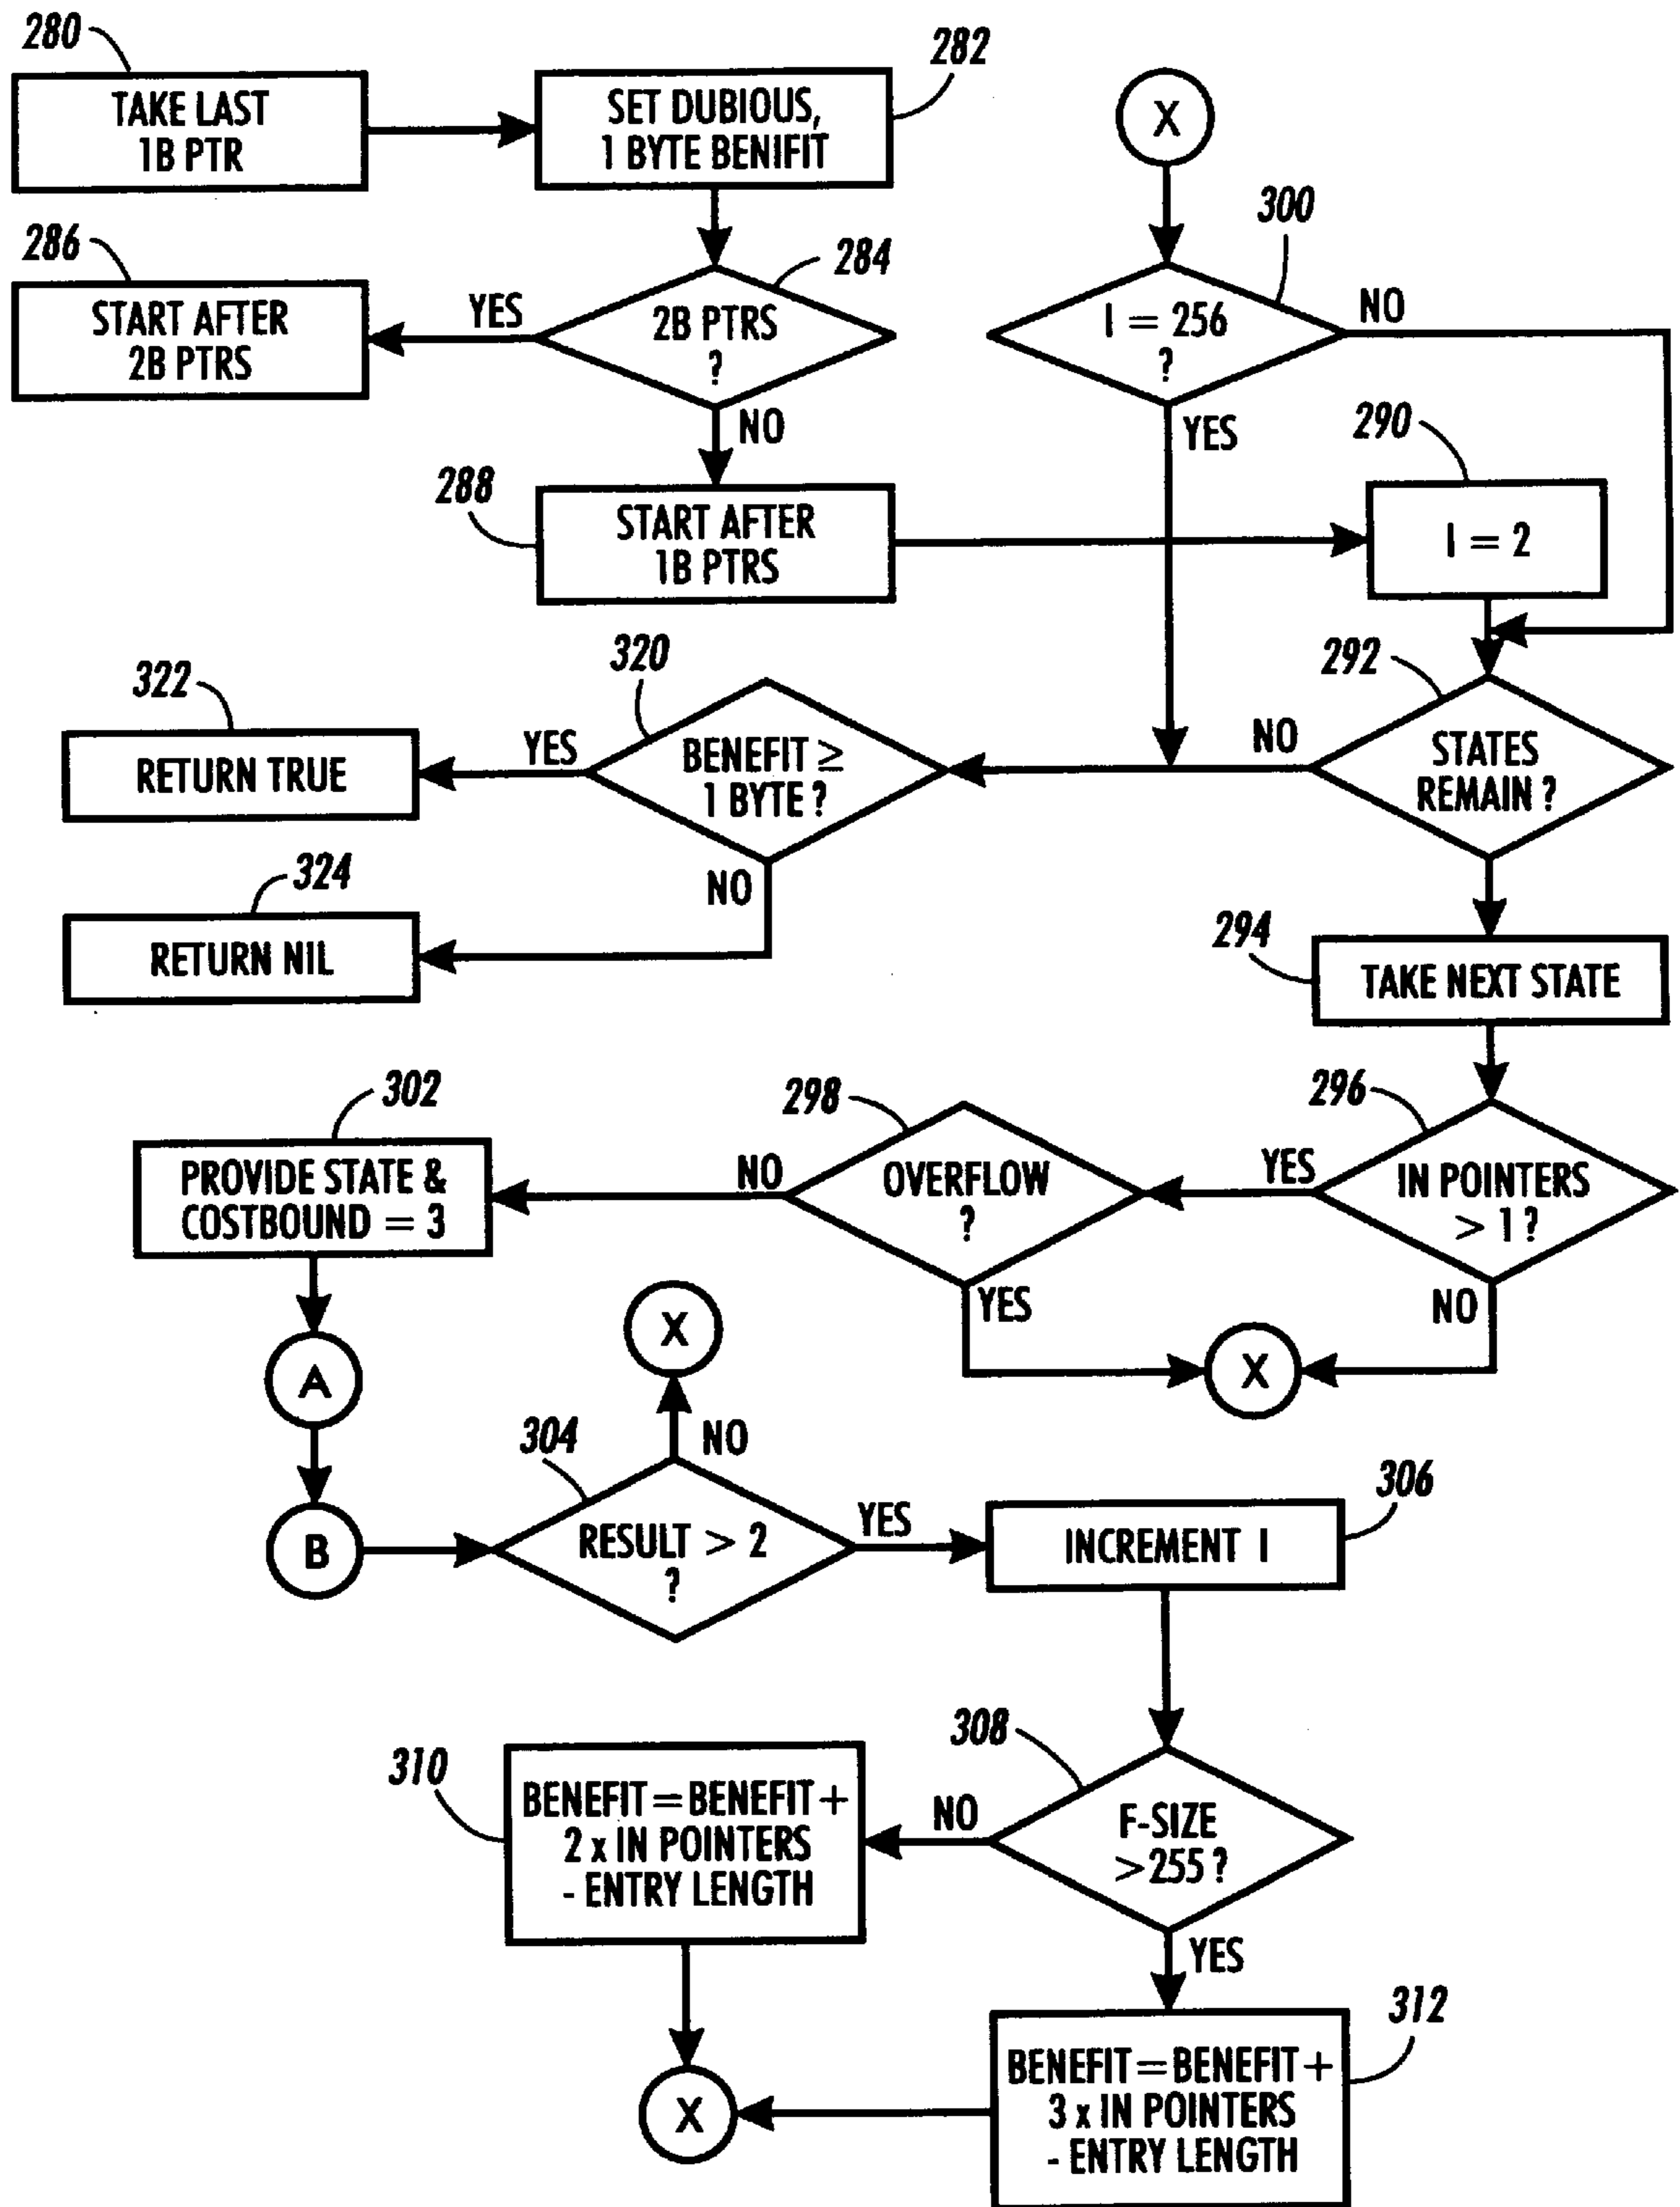 280
TAKE LAST
1B PTR
282
SET DUBIOUS,
1 BYTE BENIFIT
X
286
START AFTER
2B PTRS
YES
284
2B PTRS
?
NO
300
I = 256
?
NO
YES
288
START AFTER
1B PTRS
290
I = 2
322
RETURN TRUE
YES
320
BENEFIT ≥
1 BYTE ?
NO
NO
292
STATES
REMAIN ?
324
RETURN NIL
294
TAKE NEXT STATE
302
PROVIDE STATE &
COSTBOUND = 3
NO
298
OVERFLOW
?
YES
YES
296
IN POINTERS
> 1 ?
NO
X
X
A
B
304
NO
RESULT > 2
?
YES
306
INCREMENT I
310
BENEFIT = BENEFIT +
2 x IN POINTERS
- ENTRY LENGTH
NO
308
F-SIZE
> 255 ?
YES
X
312
BENEFIT = BENEFIT +
3 x IN POINTERS
- ENTRY LENGTH